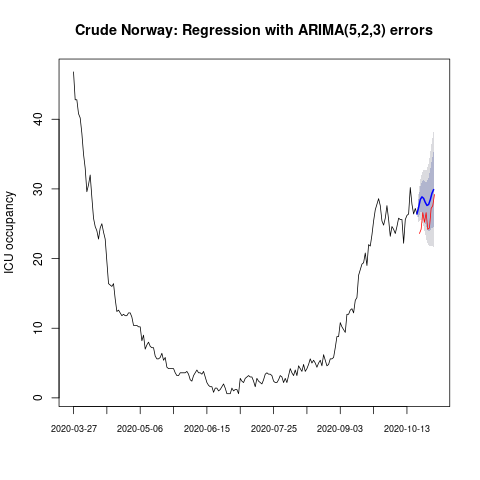 Crude Norway: Regression with ARIMA(5,2,3) errors
ICU occupancy
40
30
20
10
0
2020-03-27 2020-05-06 2020-06-15 2020-07-25 2020-09-03 2020-10-13